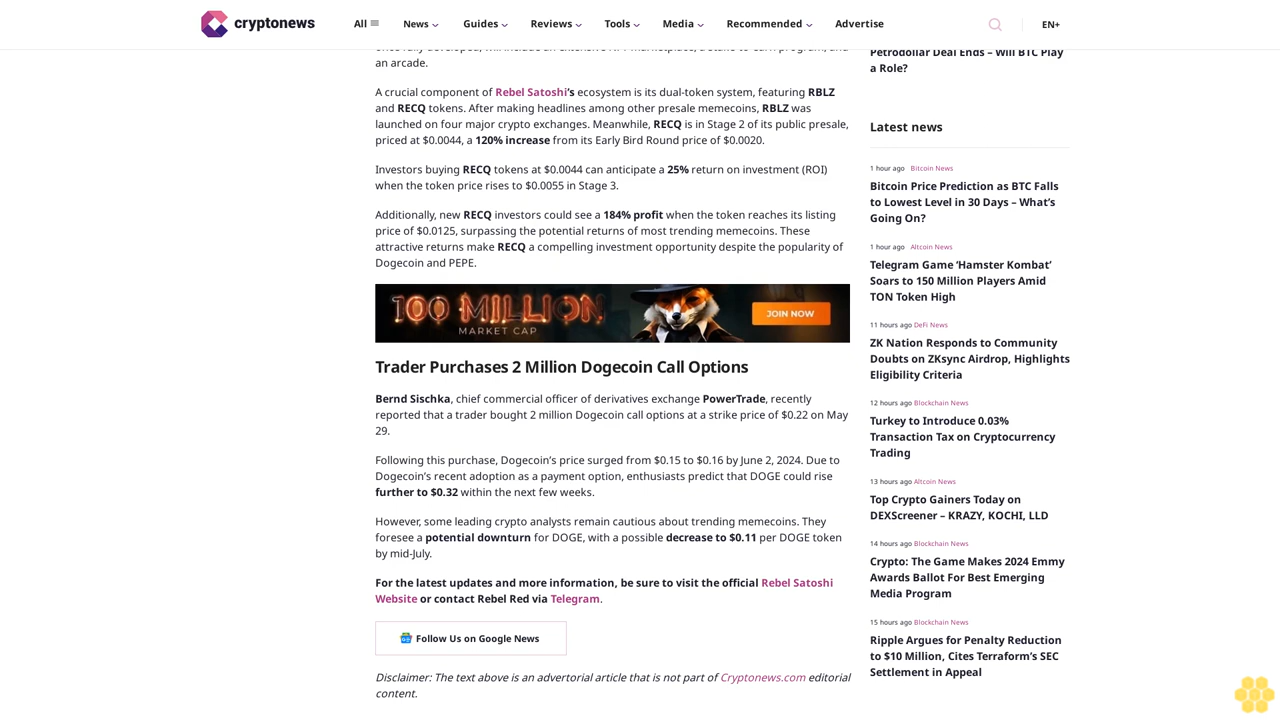 cryptonews
All
News
Guides
Reviews
Tools
Media
Recommended
Advertise
EN+
an arcade.
A crucial component of Rebel Satoshi's ecosystem is its dual-token system, featuring RBLZ
and RECQ tokens. After making headlines among other presale memecoins, RBLZ was
launched on four major crypto exchanges. Meanwhile, RECQ is in Stage 2 of its public presale,
priced at $0.0044, a 120% increase from its Early Bird Round price of $0.0020.
Investors buying RECQ tokens at $0.0044 can anticipate a 25% return on investment (ROI)
when the token price rises to $0.0055 in Stage 3.
Additionally, new RECQ investors could see a 184% profit when the token reaches its listing
price of $0.0125, surpassing the potential returns of most trending memecoins. These
attractive returns make RECQ a compelling investment opportunity despite the popularity of
Dogecoin and PEPE.
100 MILLION
MARKET CAP
JOIN NOW
Trader Purchases 2 Million Dogecoin Call Options
Bernd Sischka, chief commercial officer of derivatives exchange PowerTrade, recently
reported that a trader bought 2 million Dogecoin call options at a strike price of $0.22 on May
29.
Following this purchase, Dogecoin’s price surged from $0.15 to $0.16 by June 2, 2024. Due to
Dogecoin’s recent adoption as a payment option, enthusiasts predict that DOGE could rise
further to $0.32 within the next few weeks.
However, some leading crypto analysts remain cautious about trending memecoins. They
foresee a potential downturn for DOGE, with a possible decrease to $0.11 per DOGE token
by mid-July.
For the latest updates and more information, be sure to visit the official Rebel Satoshi
Website or contact Rebel Red via Telegram.
Follow Us on Google News
Disclaimer: The text above is an advertorial article that is not part of Cryptonews.com editorial
content.
Petrodollar Deal Ends – Will BTC Play
a Role?
Latest news
1 hour ago Bitcoin News
Bitcoin Price Prediction as BTC Falls
to Lowest Level in 30 Days – What’s
Going On?
1 hour ago Altcoin News
Telegram Game ‘Hamster Kombat’
Soars to 150 Million Players Amid
TON Token High
11 hours ago DeFi News
ZK Nation Responds to Community
Doubts on ZKsync Airdrop, Highlights
Eligibility Criteria
12 hours ago Blockchain News
Turkey to Introduce 0.03%
Transaction Tax on Cryptocurrency
Trading
13 hours ago Altcoin News
Top Crypto Gainers Today on
DEXScreener – KRAZY, KOCHI, LLD
14 hours ago Blockchain News
Crypto: The Game Makes 2024 Emmy
Awards Ballot For Best Emerging
Media Program
15 hours ago Blockchain News
Ripple Argues for Penalty Reduction
to $10 Million, Cites Terraform’s SEC
Settlement in Appeal